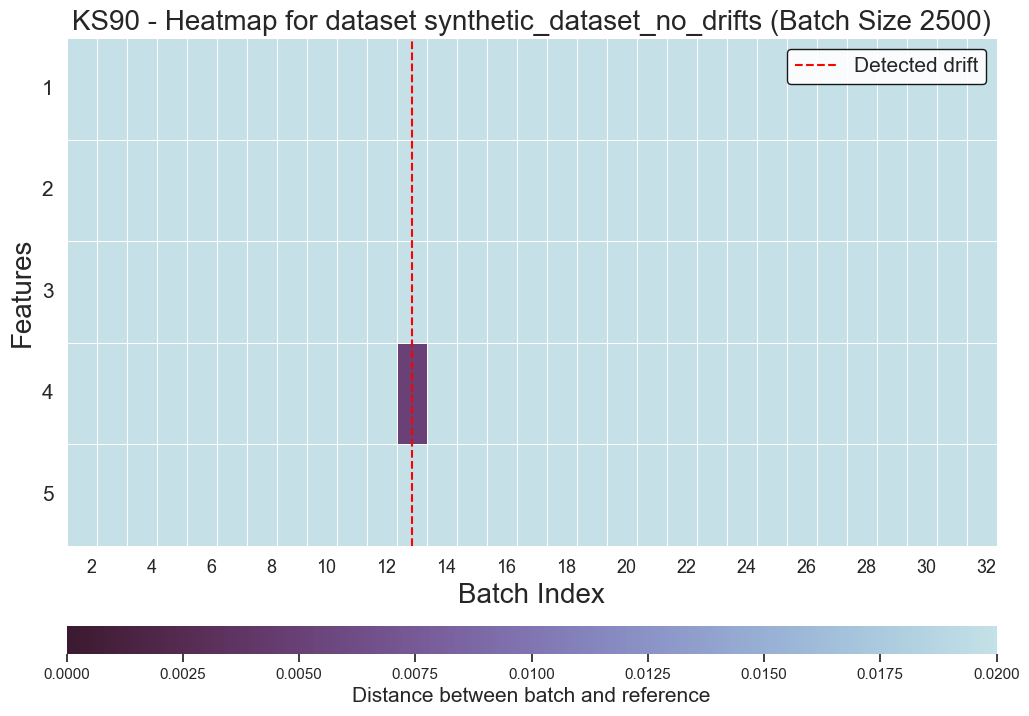 KS90 - Heatmap for dataset synthetic_dataset_no_drifts (Batch Size 2500)
Detected drift
Features
1
2
3
4
5
2 4 6 8 10 12 14 16 18 20 22 24 26 28 30 32
Batch Index
0.0000 0.0025 0.0050 0.0075 0.0100 0.0125 0.0150 0.0175 0.0200
Distance between batch and reference